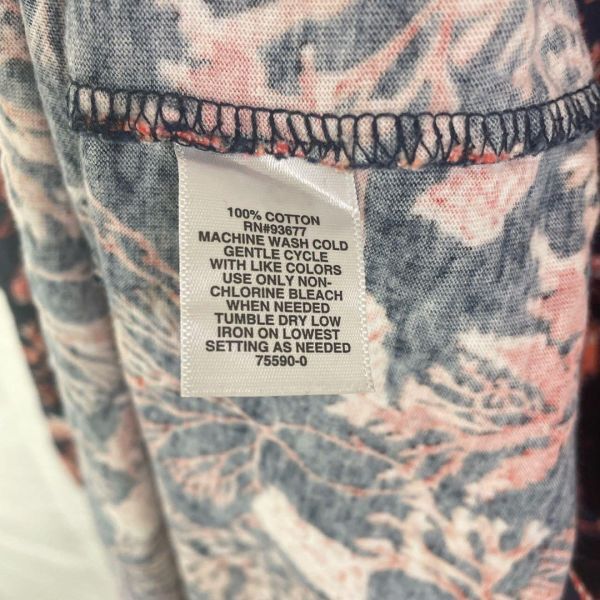 100% COTTON
RN#93677
MACHINE WASH COLD
GENTLE CYCLE
WITH LIKE COLORS
USE ONLY NON-
CHLORINE BLEACH
WHEN NEEDED
TUMBLE DRY LOW
IRON ON LOWEST
SETTING AS NEEDED
75590-0